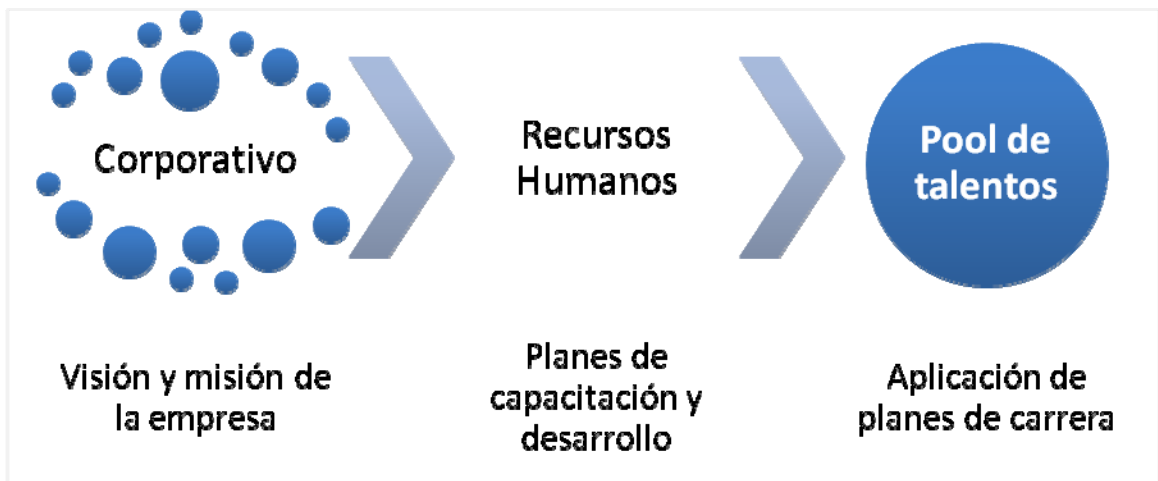 Corporativo
Recursos
Humanos
Pool de
talentos
Visión y misión de
la empresa
Planes de
capacitación y
desarrollo
Aplicación de
planes de carrera